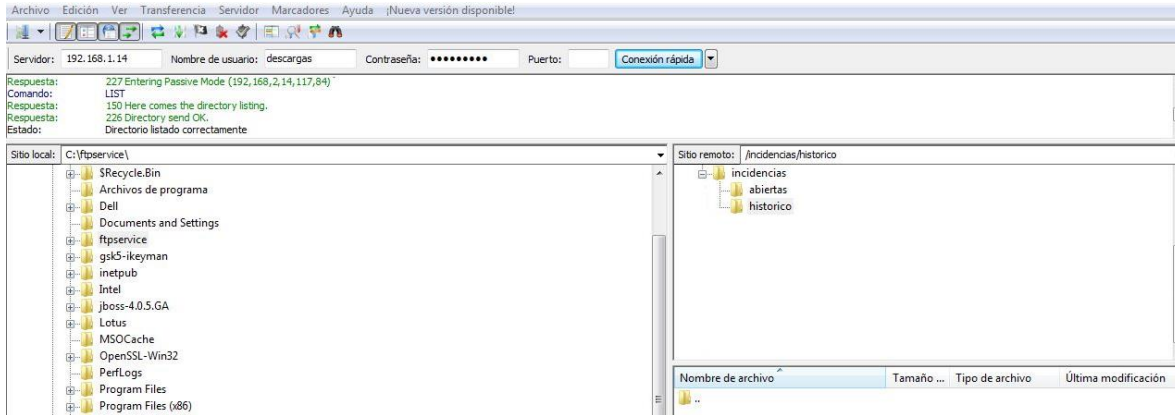 Archivo Edición Ver Transferencia Servidor Marcadores Ayuda ¡Nueva versión disponible!
Servidor: 192.168.1.14 Nombre de usuario: descargas Contraseña: ●●●●●●●●● Puerto: Conexión rápida
Respuesta: 227 Entering Passive Mode (192,168,2,14,117,84)
Comando: LIST
Respuesta: 150 Here comes the directory listing.
Respuesta: 226 Directory send OK.
Estado: Directorio listado correctamente
Sitio local: C:\ftpservice\
$Recycle.Bin
Archivos de programa
Dell
Documents and Settings
ftpservice
gsk5-ikeyman
inetpub
Intel
jboss-4.0.5.GA
Lotus
MSOCache
OpenSSL-Win32
PerfLogs
Program Files
Program Files (x86)
Sitio remoto: /incidencias/historico
incidencias
abiertas
historico
Nombre de archivo Tamaño ... Tipo de archivo Última modificación
..